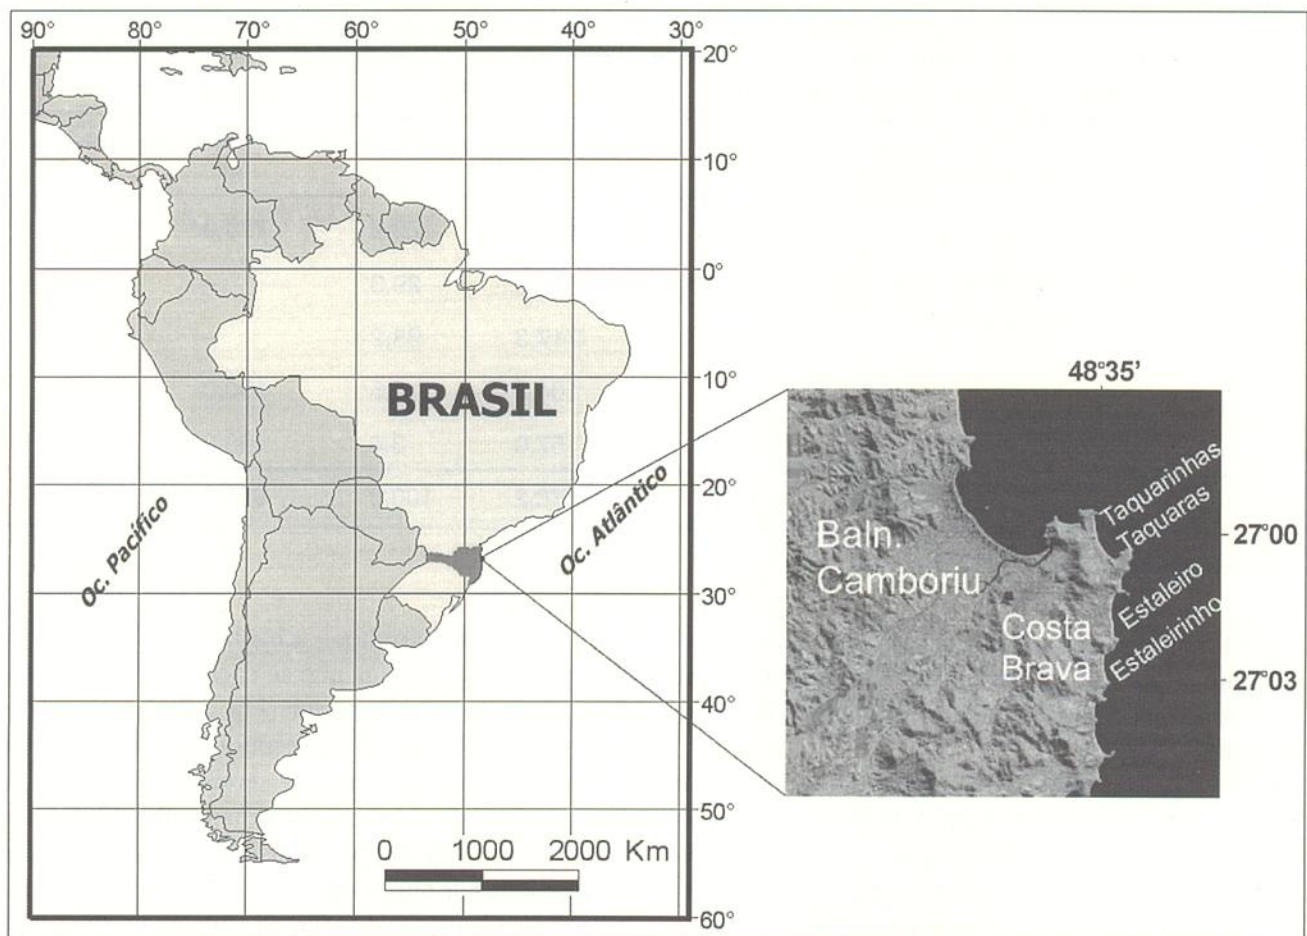 90° 80° 70° 60° 50° 40° 30°
20°
10°
0°
10°
20°
30°
40°
50°
60°
BRASIL
Oc. Pacífico
Oc. Atlântico
0 1000 2000 Km
48°35'
27°00
27°03
Baln.
Camboriu
Costa
Brava
Taquarinhas
Taquaras
Estaleiro
Estaleirinho